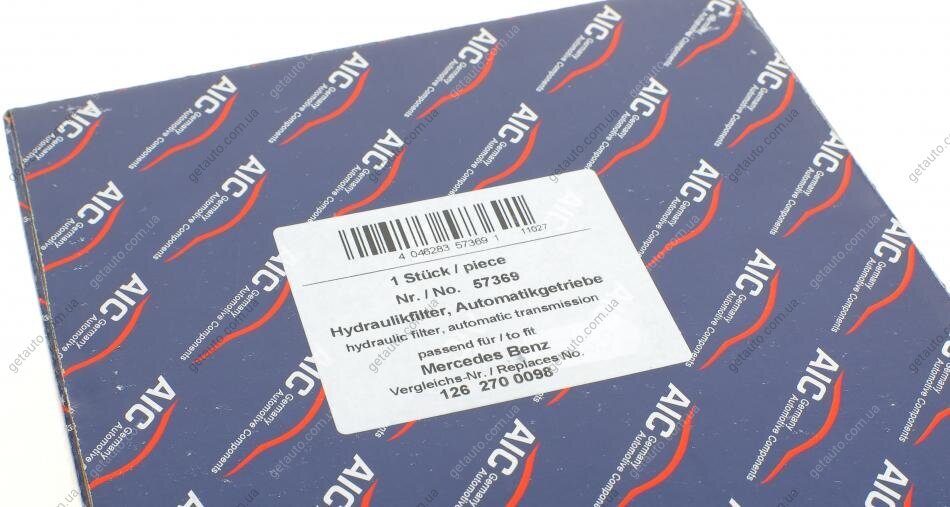 4 046283 57369 1 11027
1 Stück / piece
Nr. / No. 57369
Hydraulikfilter, Automatikgetriebe
hydraulic filter, automatic transmission
passend für / to fit
Mercedes Benz
Vergleichs-Nr. / Replaces No.
126 270 0098
AIC
Germany
Automotive Components
getauto.com.ua